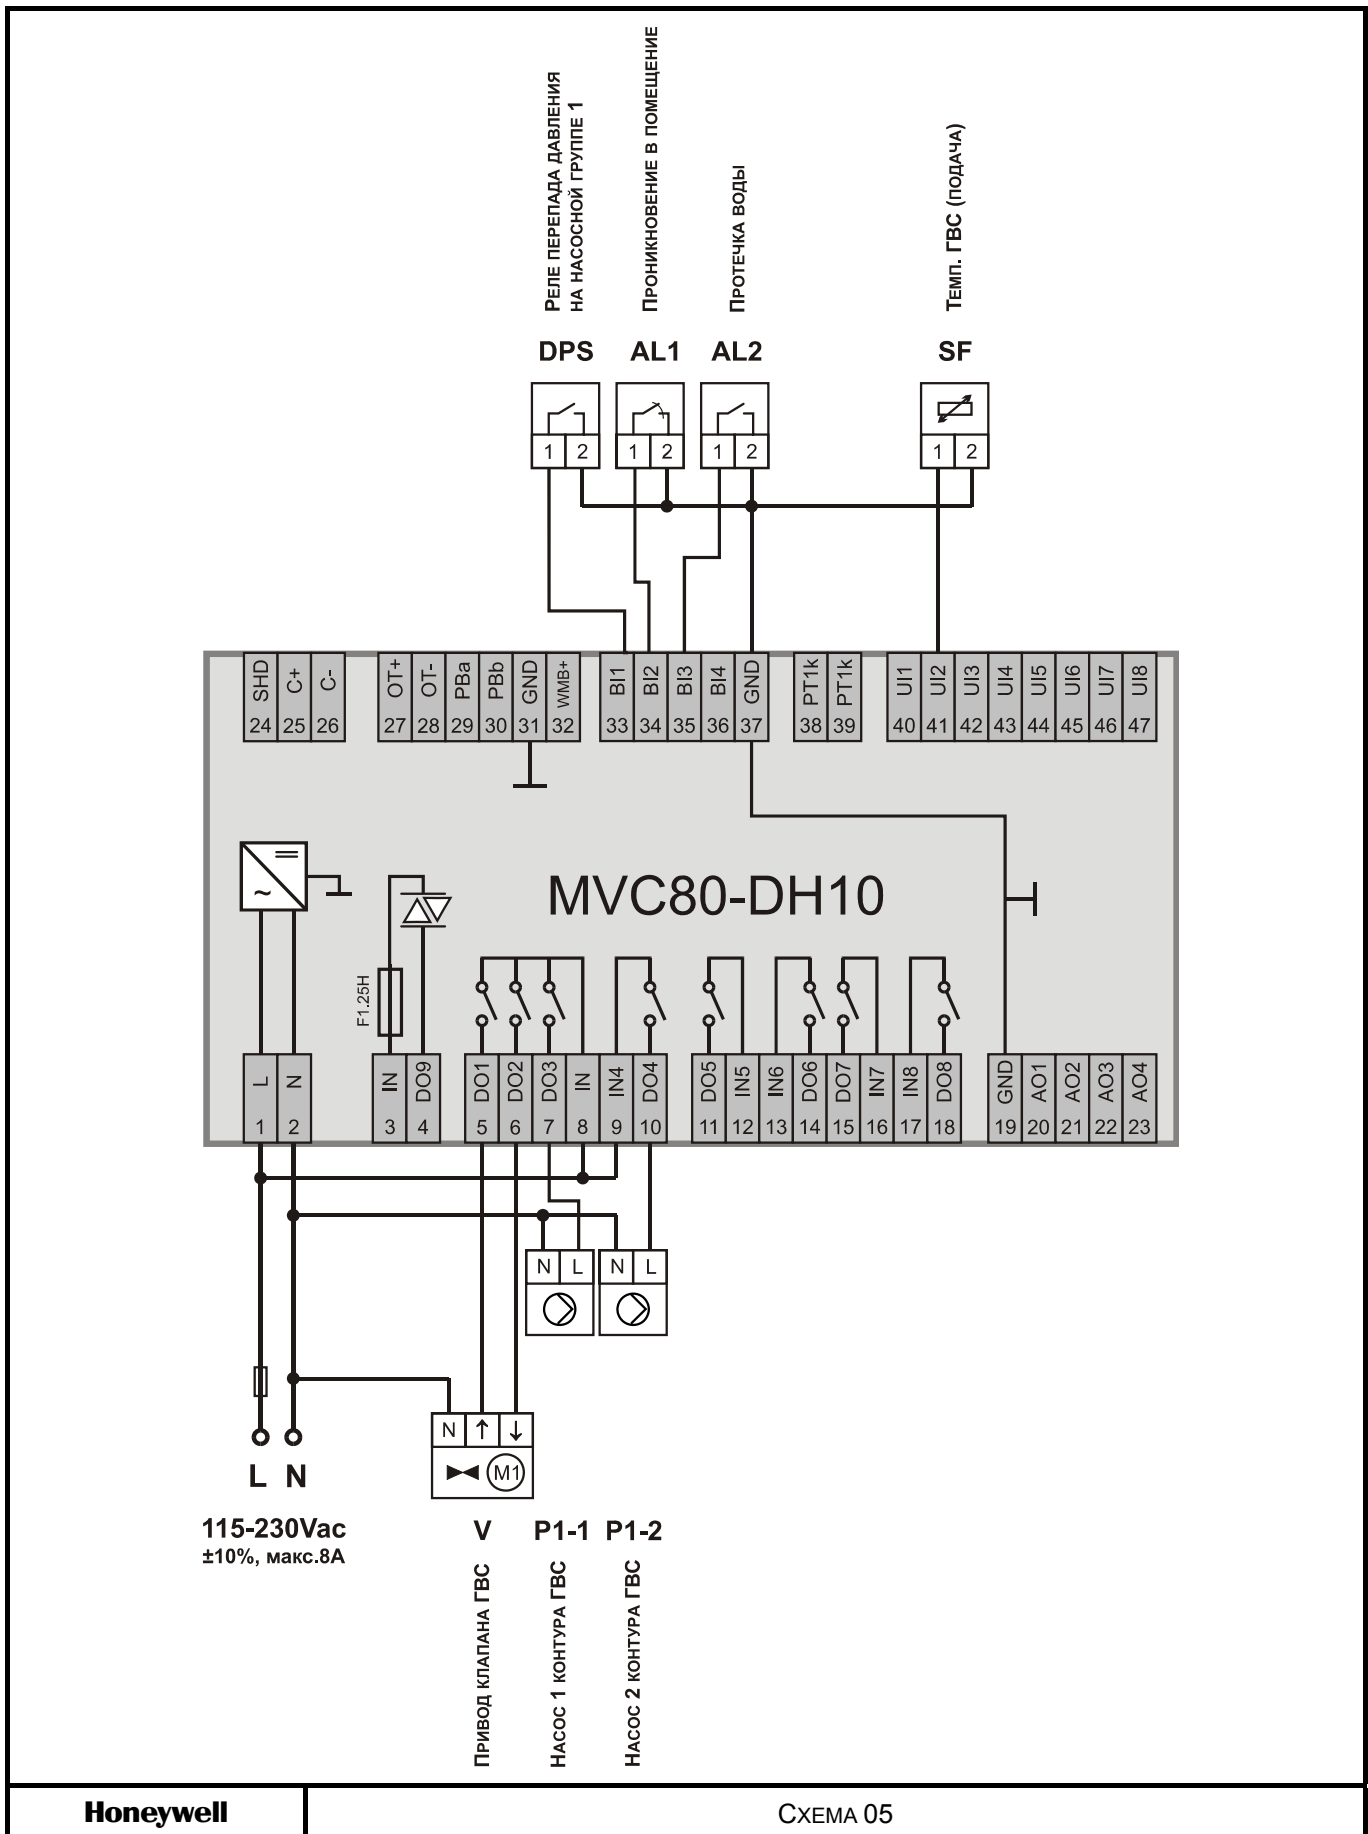 Реле перепада давления
на насосной группе 1
Проникновение в помещение
Протечка воды
Темп. ГВС (подача)
DPS AL1 AL2 SF
1 2 1 2 1 2 1 2
SHD C+ C- OT+ OT- PBa PBb GND WMB+ BI1 BI2 BI3 BI4 GND PT1k PT1k UI1 UI2 UI3 UI4 UI5 UI6 UI7 UI8
24 25 26 27 28 29 30 31 32 33 34 35 36 37 38 39 40 41 42 43 44 45 46 47
~
MVC80-DH10
F1.25H
L N IN DO9 DO1 DO2 DO3 IN IN4 DO4 DO5 IN5 IN6 DO6 DO7 IN7 IN8 DO8 GND AO1 AO2 AO3 AO4
1 2 3 4 5 6 7 8 9 10 11 12 13 14 15 16 17 18 19 20 21 22 23
N L N L
N ↑ ↓
M1
L N
115-230Vac
±10%, макс.8А
V P1-1 P1-2
Привод клапана ГВС
Насос 1 контура ГВС
Насос 2 контура ГВС
Honeywell
Схема 05